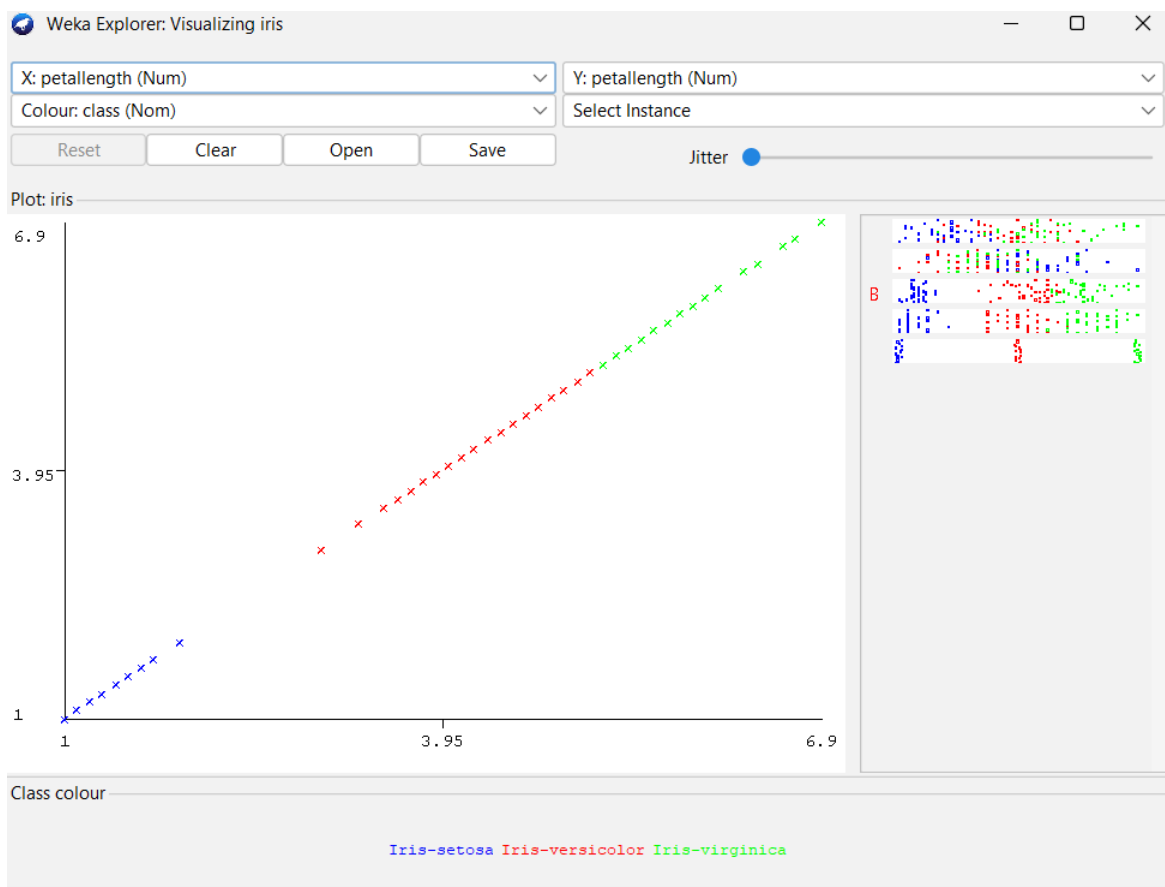 Weka Explorer: Visualizing iris
X: petallength (Num) Y: petallength (Num)
Colour: class (Nom) Select Instance
Reset Clear Open Save Jitter
Plot: iris
6.9
B
3.95
1
1 3.95 6.9
Class colour
Iris-setosa Iris-versicolor Iris-virginica